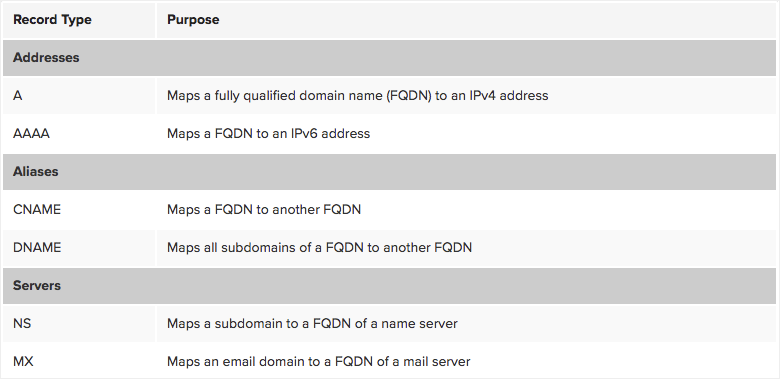 Record Type Purpose
Addresses
A Maps a fully qualified domain name (FQDN) to an IPv4 address
AAAA Maps a FQDN to an IPv6 address
Aliases
CNAME Maps a FQDN to another FQDN
DNAME Maps all subdomains of a FQDN to another FQDN
Servers
NS Maps a subdomain to a FQDN of a name server
MX Maps an email domain to a FQDN of a mail server